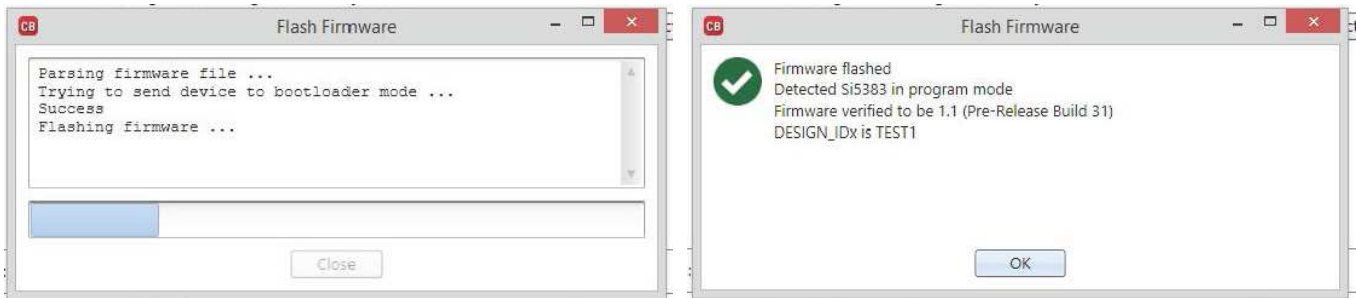 CB
Flash Firmware
Parsing firmware file ...
Trying to send device to bootloader mode ...
Success
Flashing firmware ...
Close
CB
Flash Firmware
Firmware flashed
Detected Si5383 in program mode
Firmware verified to be 1.1 (Pre-Release Build 31)
DESIGN_IDx is TEST1
OK